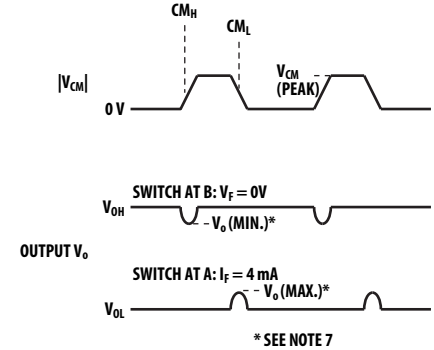 CMH
CML
|VCM|
VCM
(PEAK)
0 V
SWITCH AT B: VF = 0V
VOH
Vo (MIN.)*
OUTPUT Vo
SWITCH AT A: IF = 4 mA
Vo (MAX.)*
VOL
* SEE NOTE 7